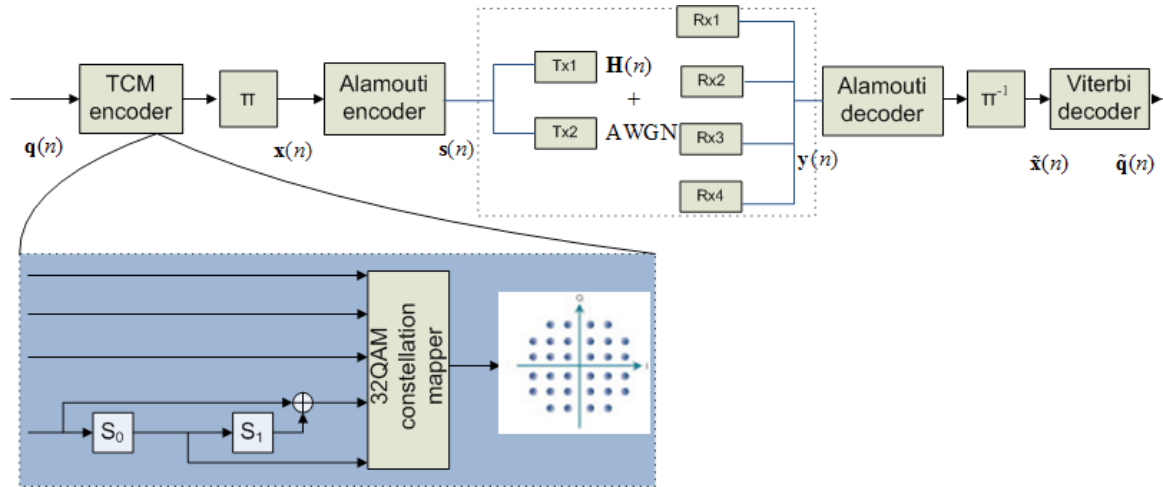 TCM
encoder
π
Alamouti
encoder
Tx1
Tx2
H(n)
+
AWGN
Rx1
Rx2
Rx3
Rx4
Alamouti
decoder
π⁻¹
Viterbi
decoder
q(n)
x(n)
s(n)
y(n)
x̃(n)
q̃(n)
S₀
S₁
32QAM
constellation
mapper
Q
I